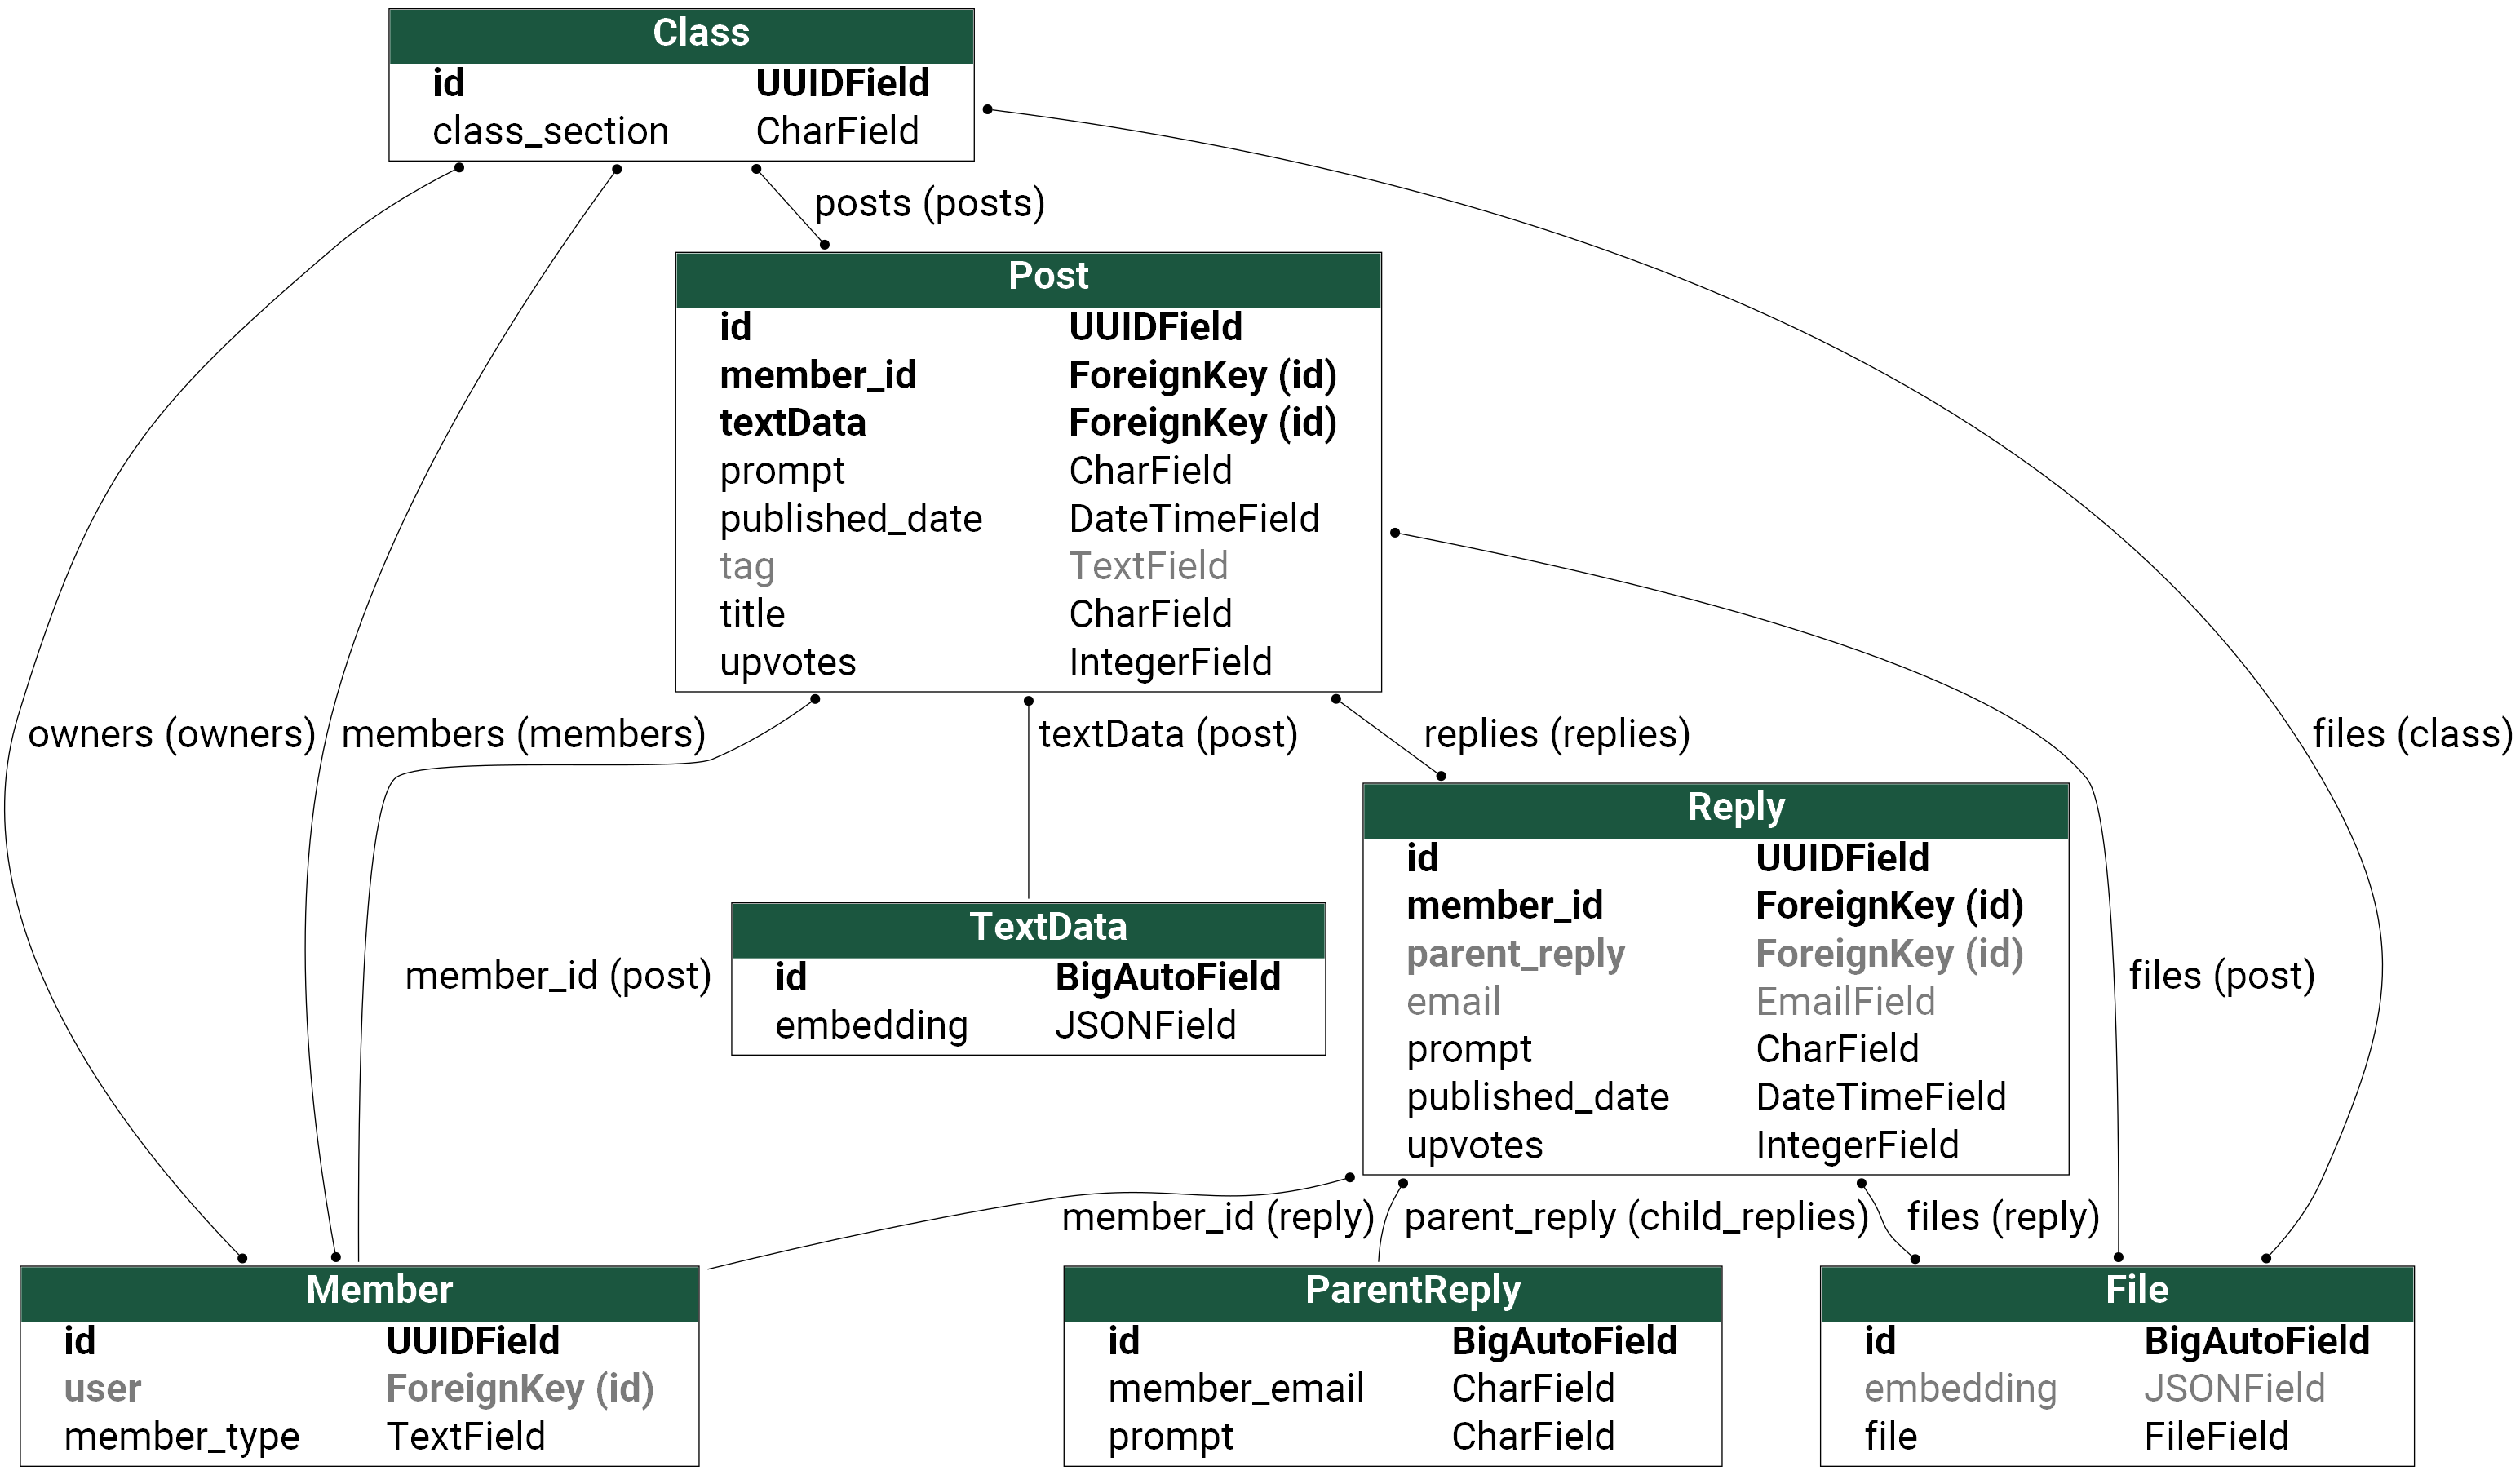 Class
id UUIDField
class_section CharField
posts (posts)
Post
id UUIDField
member_id ForeignKey (id)
textData ForeignKey (id)
prompt CharField
published_date DateTimeField
tag TextField
title CharField
upvotes IntegerField
owners (owners) members (members) textData (post) replies (replies) files (class)
Reply
id UUIDField
member_id ForeignKey (id)
parent_reply ForeignKey (id)
email EmailField
prompt CharField
published_date DateTimeField
upvotes IntegerField
TextData
id BigAutoField
embedding JSONField
member_id (post)
files (post)
member_id (reply) parent_reply (child_replies) files (reply)
Member
id UUIDField
user ForeignKey (id)
member_type TextField
ParentReply
id BigAutoField
member_email CharField
prompt CharField
File
id BigAutoField
embedding JSONField
file FileField